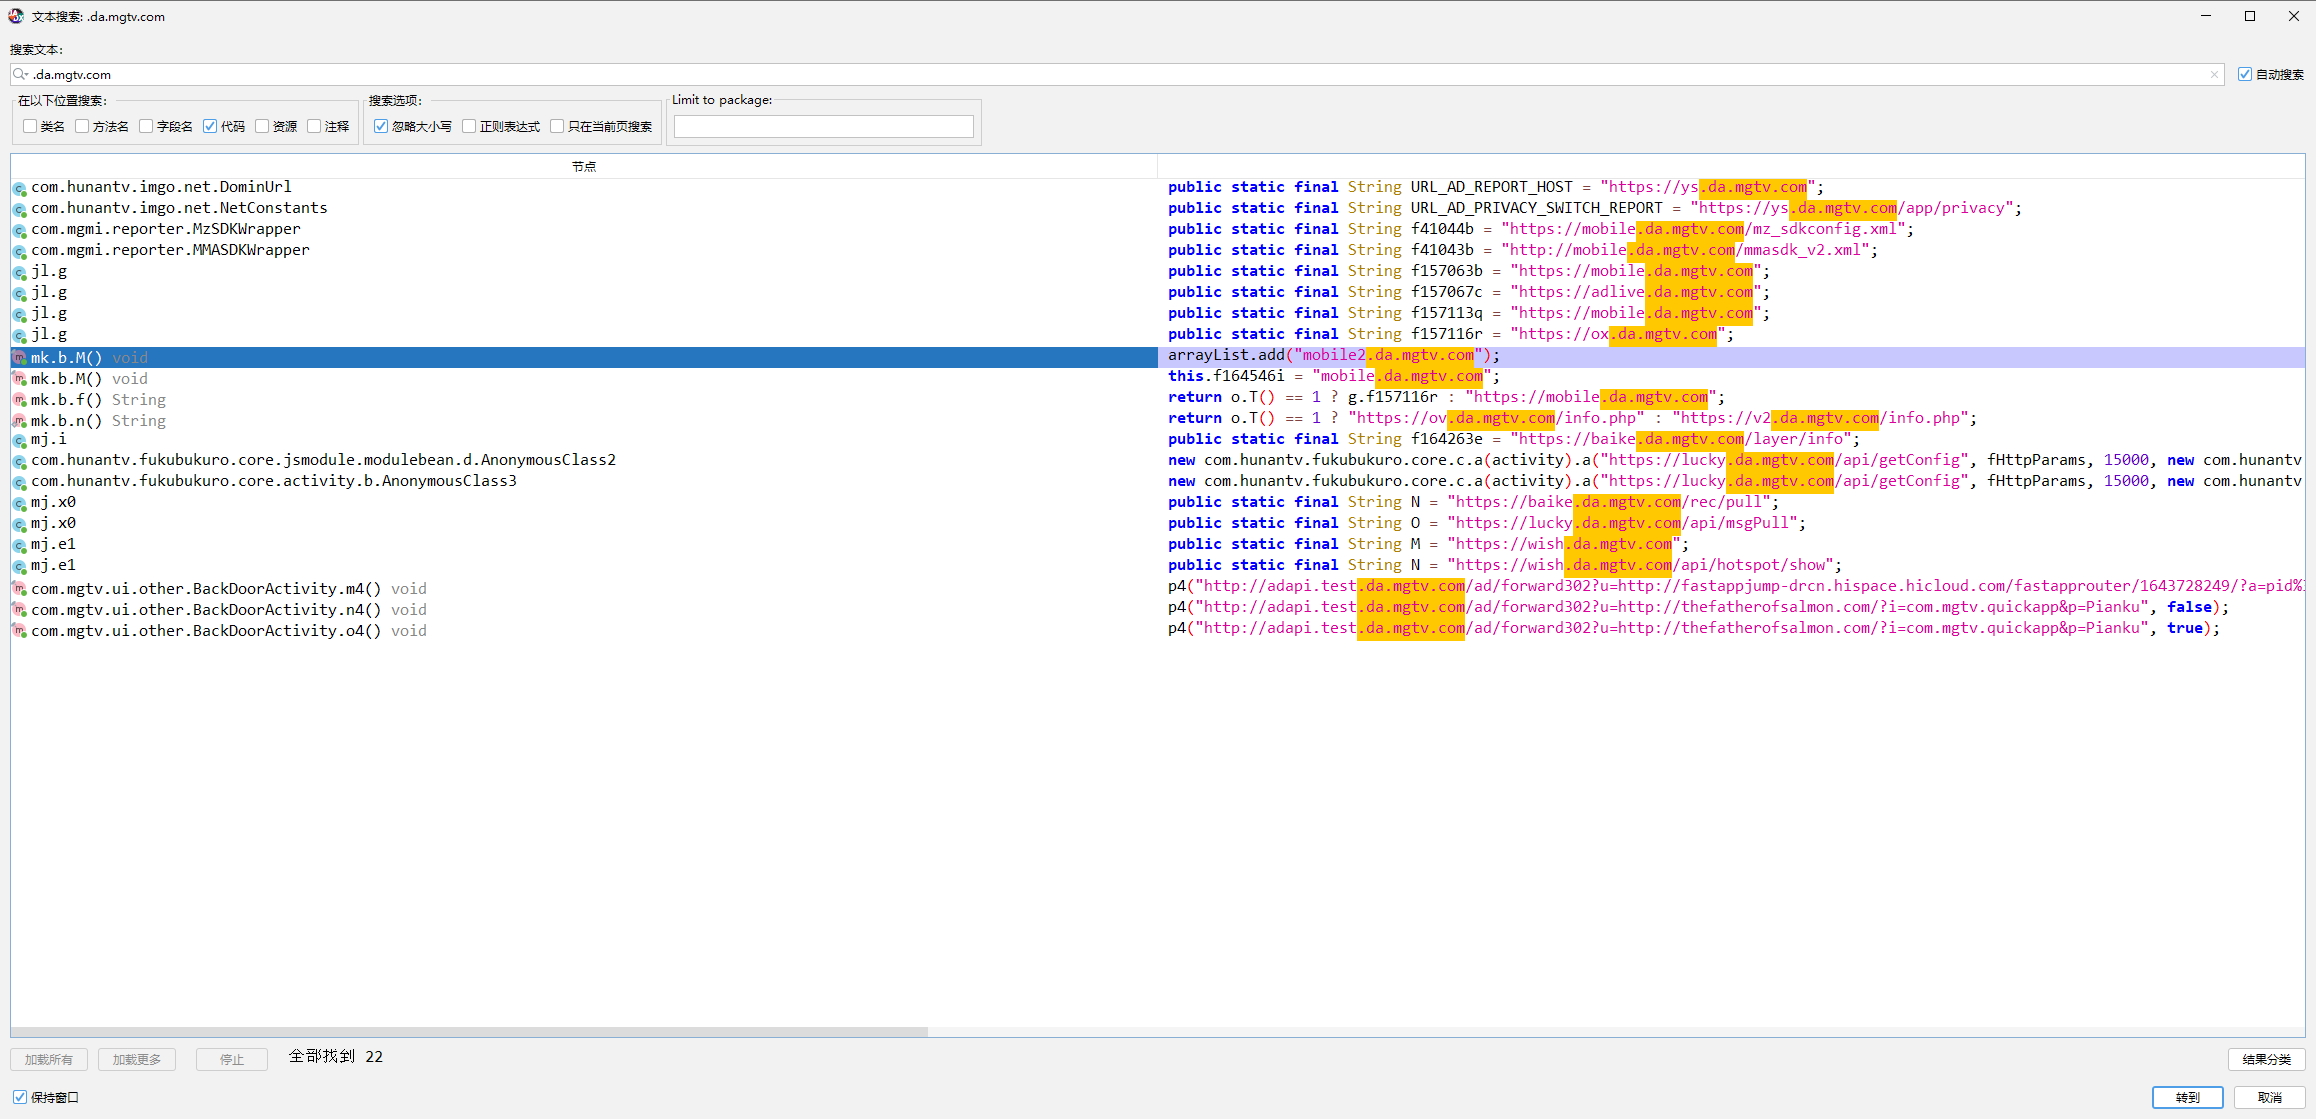 文本搜索: .da.mgtv.com
搜索文本:
.da.mgtv.com
自动搜索
在以下位置搜索:
类名 方法名 字段名 代码 资源 注释
搜索选项:
忽略大小写 正则表达式 只在当前页搜索
Limit to package:
节点
com.hunantv.imgo.net.DominUrl public static final String URL_AD_REPORT_HOST = "https://ys.da.mgtv.com";
com.hunantv.imgo.net.NetConstants public static final String URL_AD_PRIVACY_SWITCH_REPORT = "https://ys.da.mgtv.com/app/privacy";
com.mgmi.reporter.MzSDKWrapper public static final String f41044b = "https://mobile.da.mgtv.com/mz_sdkconfig.xml";
com.mgmi.reporter.MMASDKWrapper public static final String f41043b = "http://mobile.da.mgtv.com/mmasdk_v2.xml";
jl.g public static final String f157063b = "https://mobile.da.mgtv.com";
jl.g public static final String f157067c = "https://adlive.da.mgtv.com";
jl.g public static final String f157113q = "https://mobile.da.mgtv.com";
jl.g public static final String f157116r = "https://ox.da.mgtv.com";
mk.b.M() void arrayList.add("mobile2.da.mgtv.com");
mk.b.M() void this.f164546i = "mobile.da.mgtv.com";
mk.b.f() String return o.T() == 1 ? g.f157116r : "https://mobile.da.mgtv.com";
mk.b.n() String return o.T() == 1 ? "https://ov.da.mgtv.com/info.php" : "https://v2.da.mgtv.com/info.php";
mj.i public static final String f164263e = "https://baike.da.mgtv.com/layer/info";
com.hunantv.fukubukuro.core.jsmodule.modulebean.d.AnonymousClass2 new com.hunantv.fukubukuro.core.c.a(activity).a("https://lucky.da.mgtv.com/api/getConfig", fHttpParams, 15000, new com.hunantv
com.hunantv.fukubukuro.core.activity.b.AnonymousClass3 new com.hunantv.fukubukuro.core.c.a(activity).a("https://lucky.da.mgtv.com/api/getConfig", fHttpParams, 15000, new com.hunantv
mj.x0 public static final String N = "https://baike.da.mgtv.com/rec/pull";
mj.x0 public static final String O = "https://lucky.da.mgtv.com/api/msgPull";
mj.e1 public static final String M = "https://wish.da.mgtv.com";
mj.e1 public static final String N = "https://wish.da.mgtv.com/api/hotspot/show";
com.mgtv.ui.other.BackDoorActivity.m4() void p4("http://adapi.test.da.mgtv.com/ad/forward302?u=http://fastappjump-drcn.hispace.hicloud.com/fastapprouter/1643728249/?a=pid%
com.mgtv.ui.other.BackDoorActivity.n4() void p4("http://adapi.test.da.mgtv.com/ad/forward302?u=http://thefatherofsalmon.com/?i=com.mgtv.quickapp&p=Pianku", false);
com.mgtv.ui.other.BackDoorActivity.o4() void p4("http://adapi.test.da.mgtv.com/ad/forward302?u=http://thefatherofsalmon.com/?i=com.mgtv.quickapp&p=Pianku", true);
加载所有 加载更多 停止 全部找到 22 结果分类
保持窗口 转到 取消